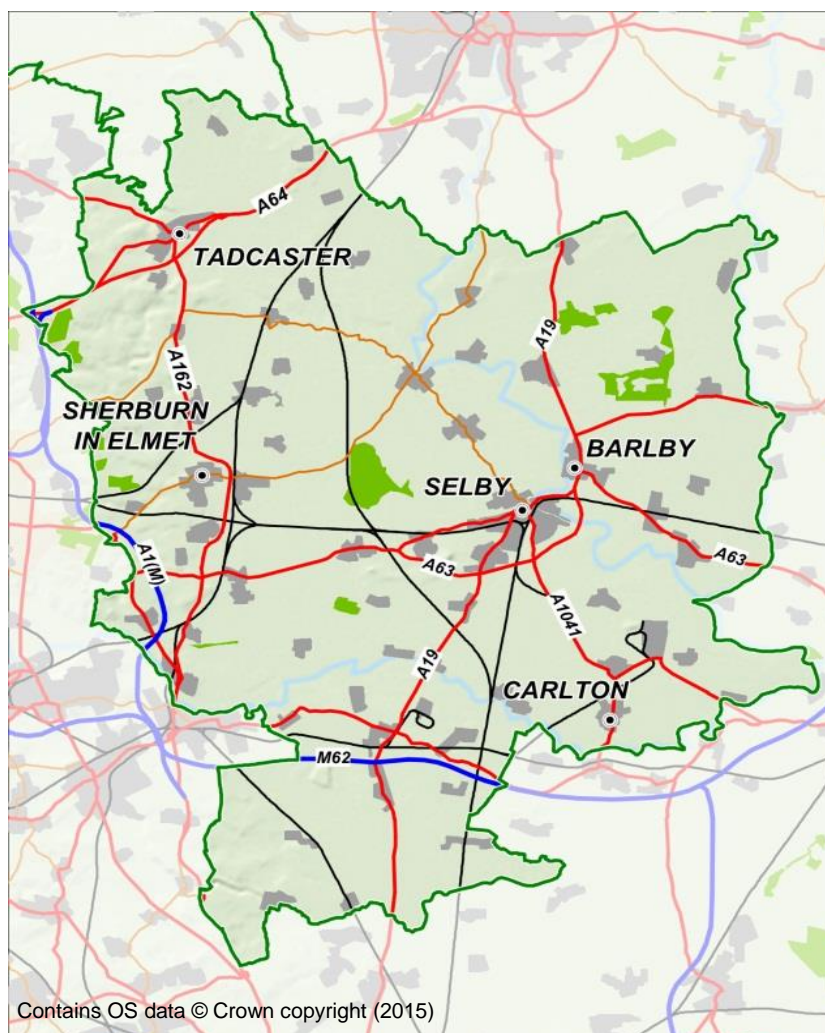 A64
TADCASTER
A19
A162
SHERBURN
IN ELMET
BARLBY
SELBY
A1(M)
A63
A63
A1041
A19
CARLTON
M62
Contains OS data © Crown copyright (2015)